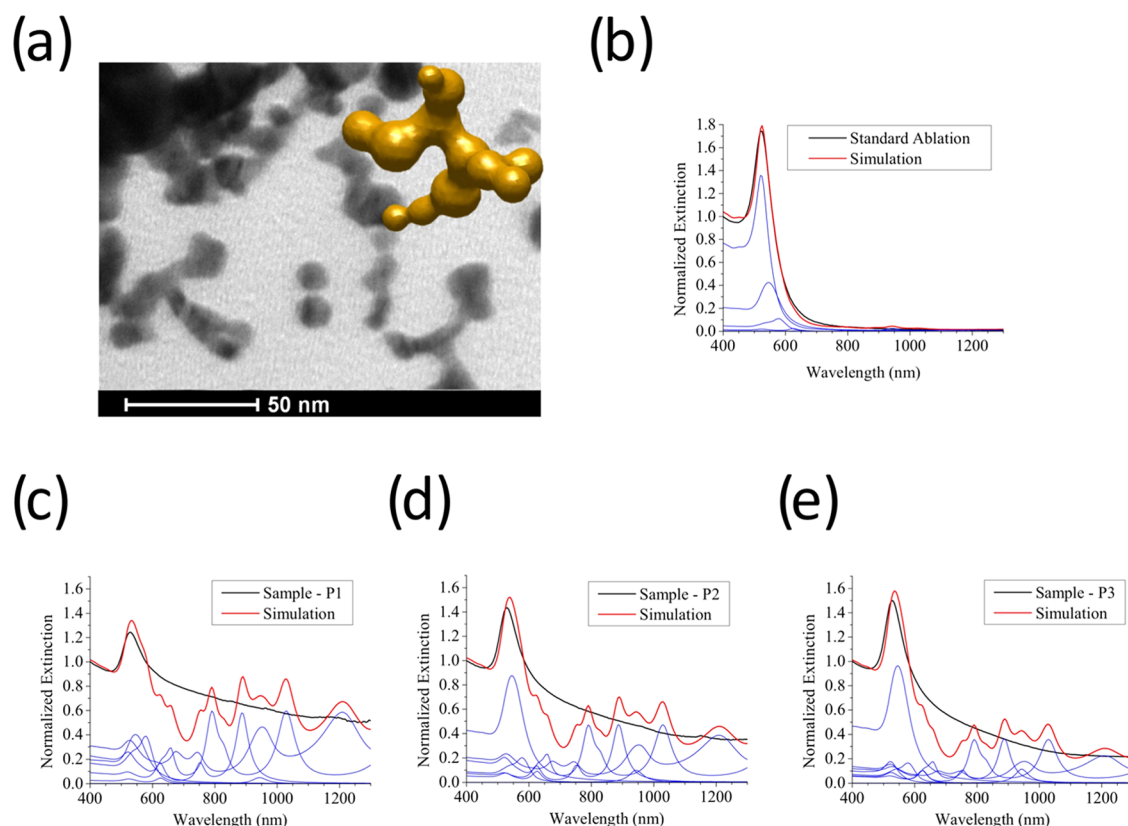 (a)
(b)
50 nm
Normalized Extinction
1.8
1.6
1.4
1.2
1.0
0.8
0.6
0.4
0.2
0.0
400 600 800 1000 1200
Wavelength (nm)
Standard Ablation
Simulation
(c)
(d)
(e)
Normalized Extinction
1.6
1.4
1.2
1.0
0.8
0.6
0.4
0.2
0.0
400 600 800 1000 1200
Wavelength (nm)
Sample - P1
Simulation
Normalized Extinction
1.6
1.4
1.2
1.0
0.8
0.6
0.4
0.2
0.0
400 600 800 1000 1200
Wavelength (nm)
Sample - P2
Simulation
Normalized Extinction
1.6
1.4
1.2
1.0
0.8
0.6
0.4
0.2
0.0
400 600 800 1000 1200
Wavelength (nm)
Sample - P3
Simulation